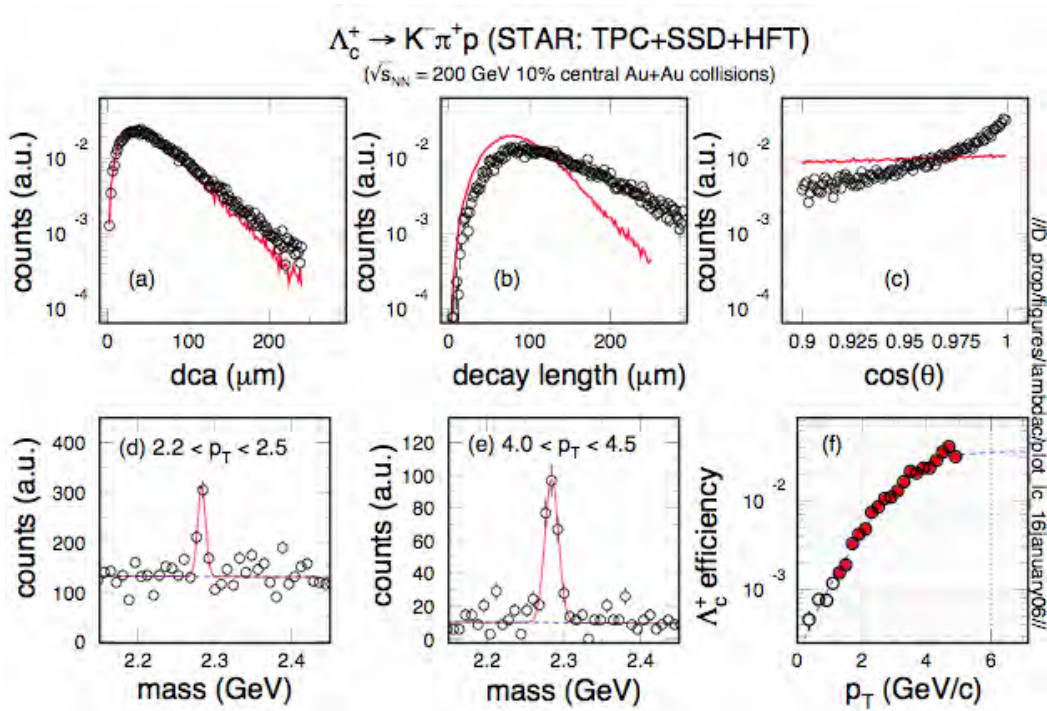 Λc+ → K−π+p (STAR: TPC+SSD+HFT)
(√sNN = 200 GeV 10% central Au+Au collisions)
counts (a.u.)
10-2
10-3
10-4
(a)
0 100 200
dca (μm)
counts (a.u.)
10-2
10-3
10-4
(b)
0 100 200
decay length (μm)
counts (a.u.)
10-2
10-3
10-4
(c)
0.9 0.925 0.95 0.975 1
cos(θ)
//D_prop/figures/lambdac/plot_lc_16january06//
counts (a.u.)
400
300
200
100
0
(d) 2.2 < pT < 2.5
2.2 2.3 2.4
mass (GeV)
counts (a.u.)
120
100
80
60
40
20
0
(e) 4.0 < pT < 4.5
2.2 2.3 2.4
mass (GeV)
Λc+ efficiency
10-2
10-3
(f)
0 2 4 6
pT (GeV/c)